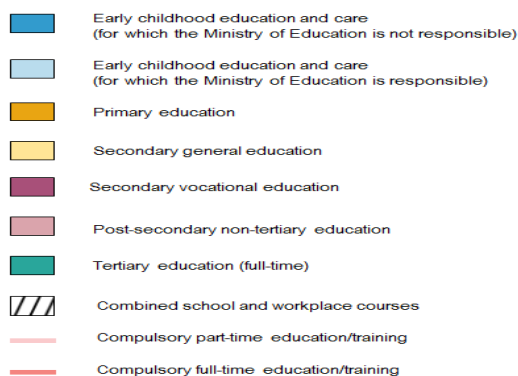 Early childhood education and care
(for which the Ministry of Education is not responsible)
Early childhood education and care
(for which the Ministry of Education is responsible)
Primary education
Secondary general education
Secondary vocational education
Post-secondary non-tertiary education
Tertiary education (full-time)
Combined school and workplace courses
Compulsory part-time education/training
Compulsory full-time education/training